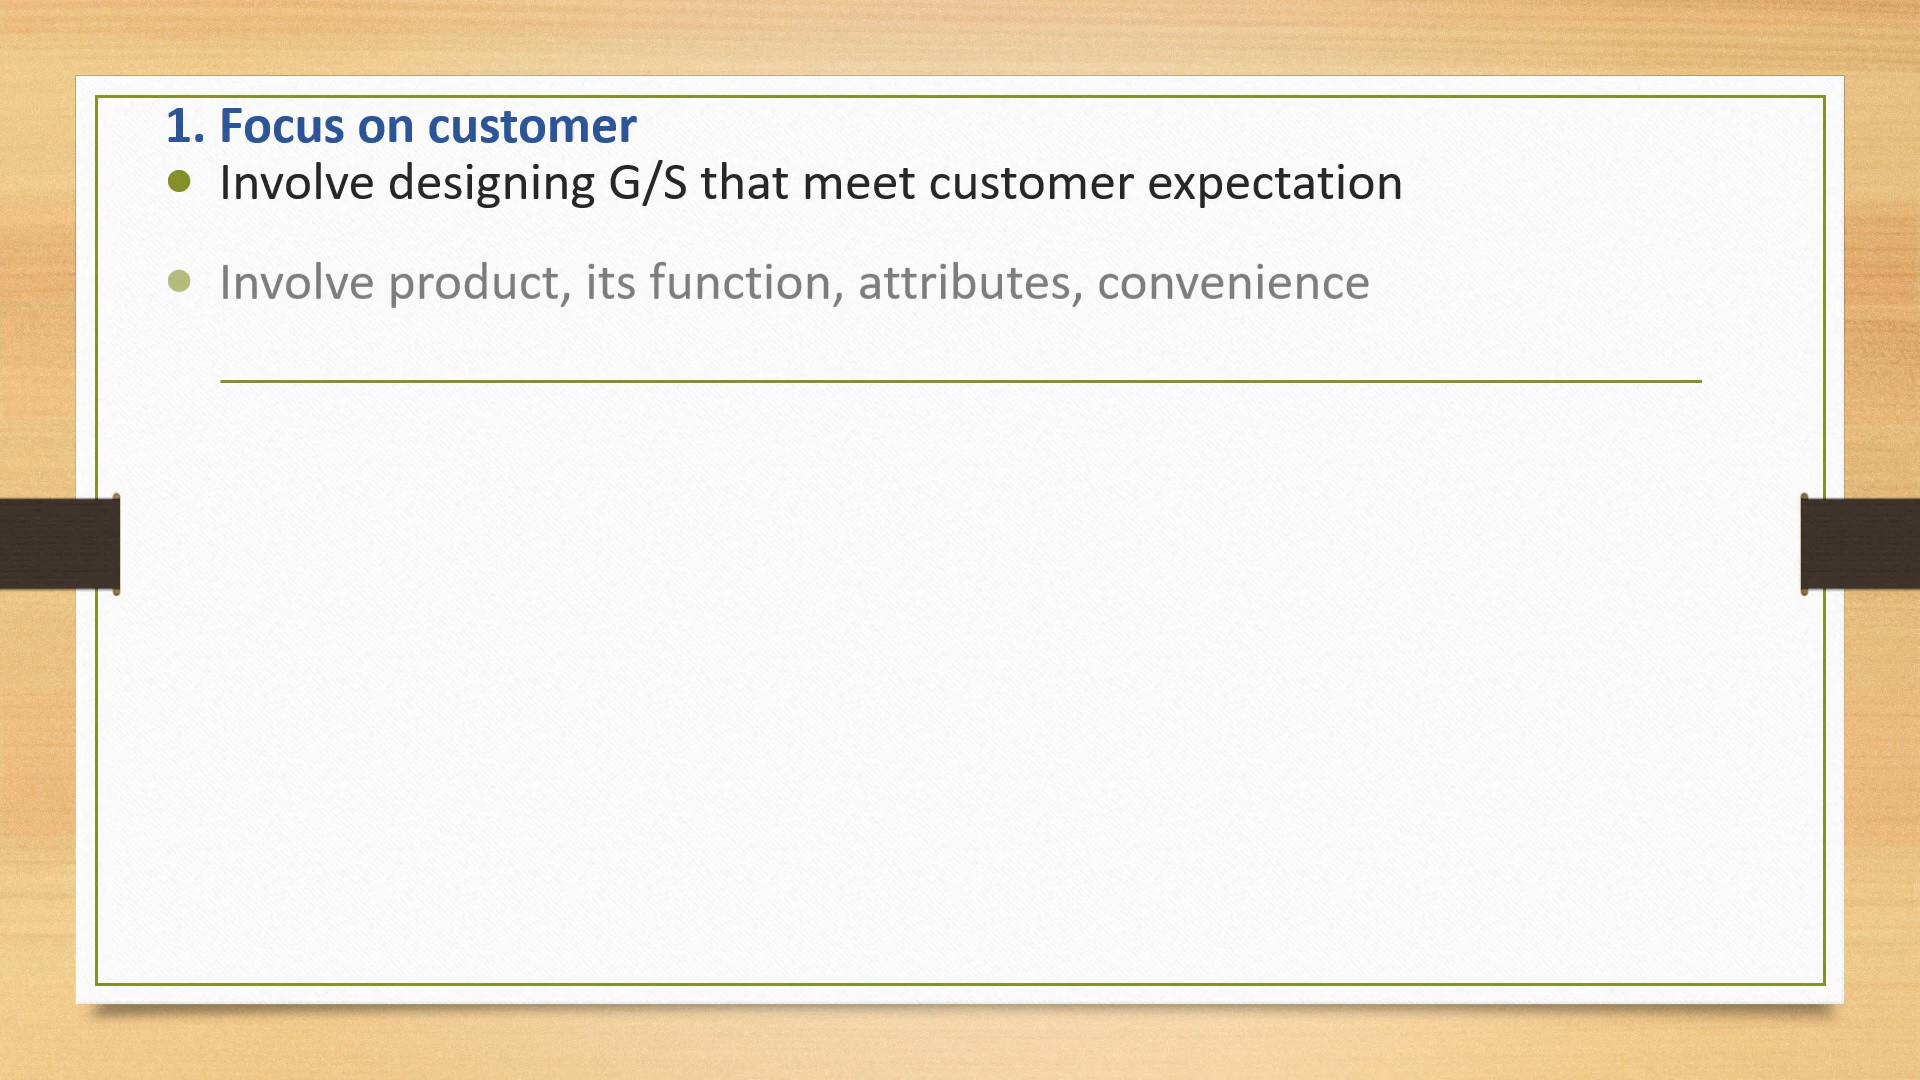 1. Focus on customer
● Involve designing G/S that meet customer expectation
● Involve product, its function, attributes, convenience